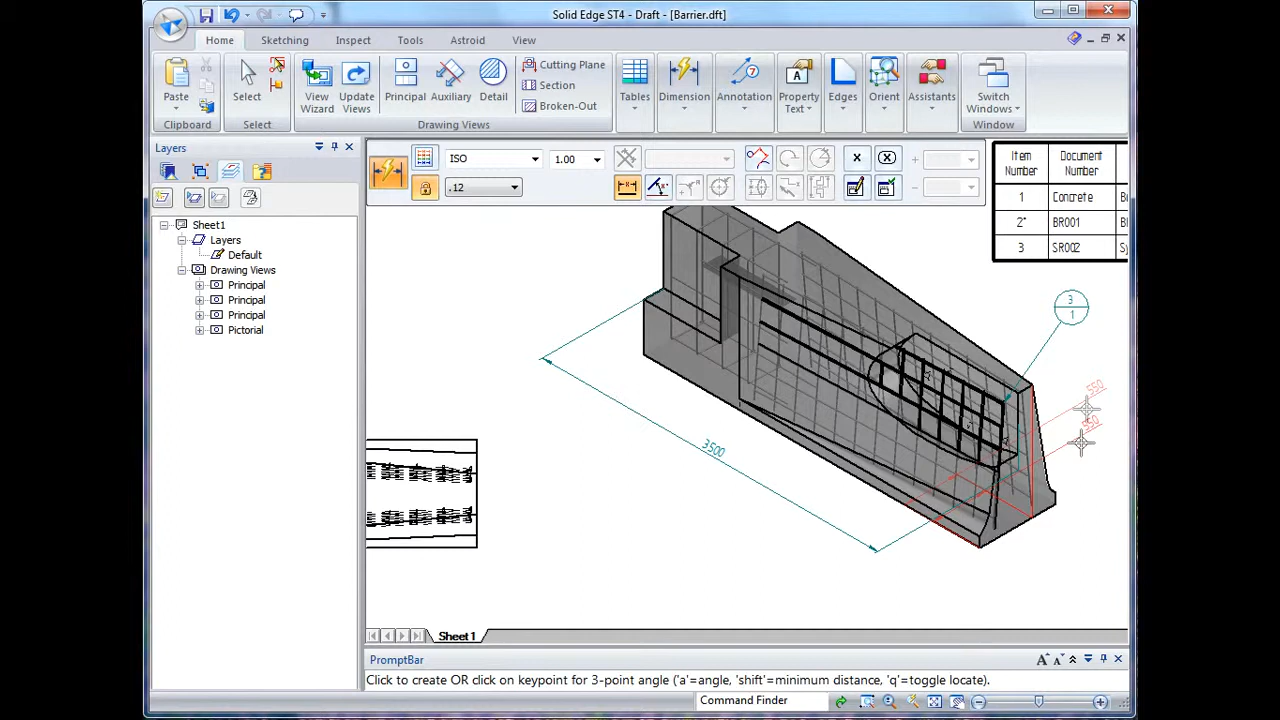 Solid Edge ST4 - Draft - [Barrier.dft]
Home Sketching Inspect Tools Astroid View
Paste
Clipboard
Select
Select
View Wizard
Update Views
Principal
Auxiliary
Detail
Cutting Plane
Section
Broken-Out
Drawing Views
Tables
Dimension
Annotation
Property Text
Edges
Orient
Assistants
Switch Windows
Window
Layers
ISO
1.00
.12
Sheet1
Layers
Default
Drawing Views
Principal
Principal
Principal
Pictorial
Item Number
Document Number
1 Concrete
2* BR001
3 SR002
3
1
550
550
3500
Sheet1
PromptBar
Click to create OR click on keypoint for 3-point angle ('a'=angle, 'shift'=minimum distance, 'q'=toggle locate).
Command Finder